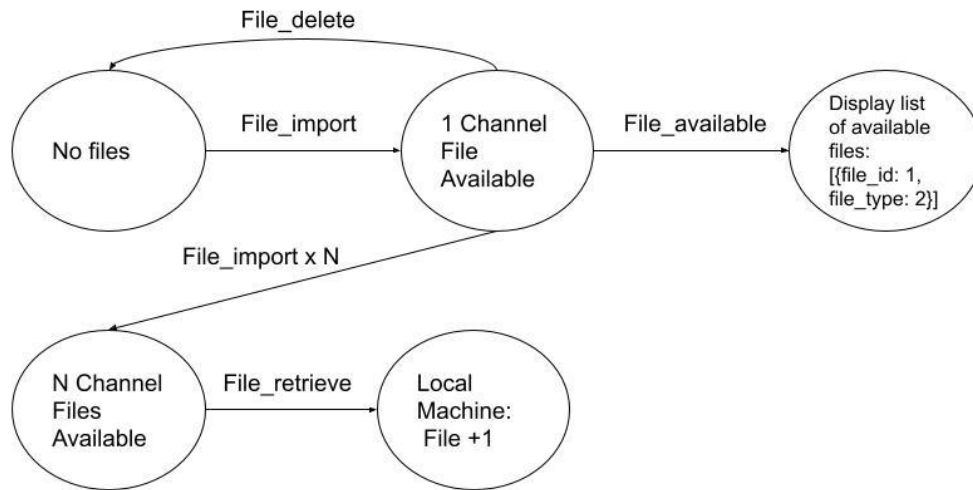 File_delete
No files
File_import
1 Channel
File
Available
File_available
Display list
of available
files:
[{file_id: 1,
file_type: 2}]
File_import x N
N Channel
Files
Available
File_retrieve
Local
Machine:
File +1